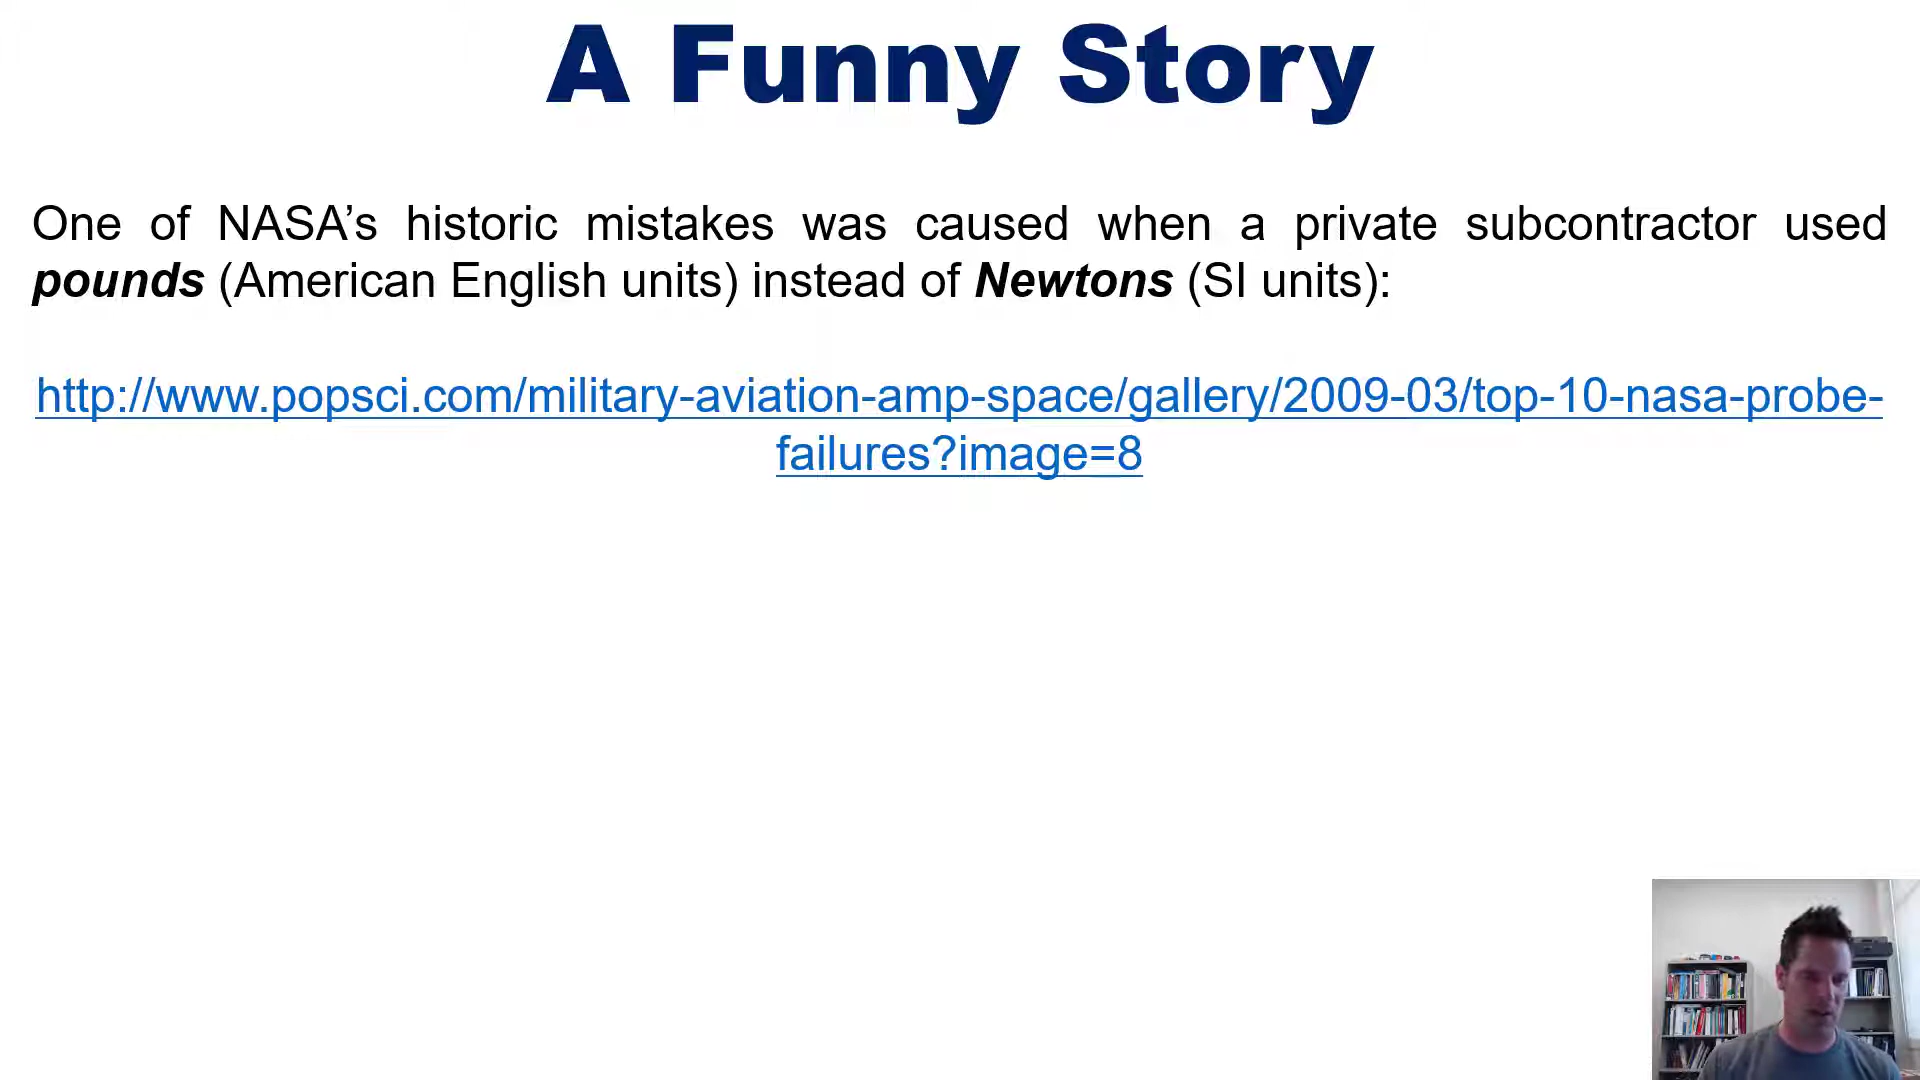 A Funny Story
One of NASA’s historic mistakes was caused when a private subcontractor used
pounds (American English units) instead of Newtons (SI units):
http://www.popsci.com/military-aviation-amp-space/gallery/2009-03/top-10-nasa-probe-
failures?image=8